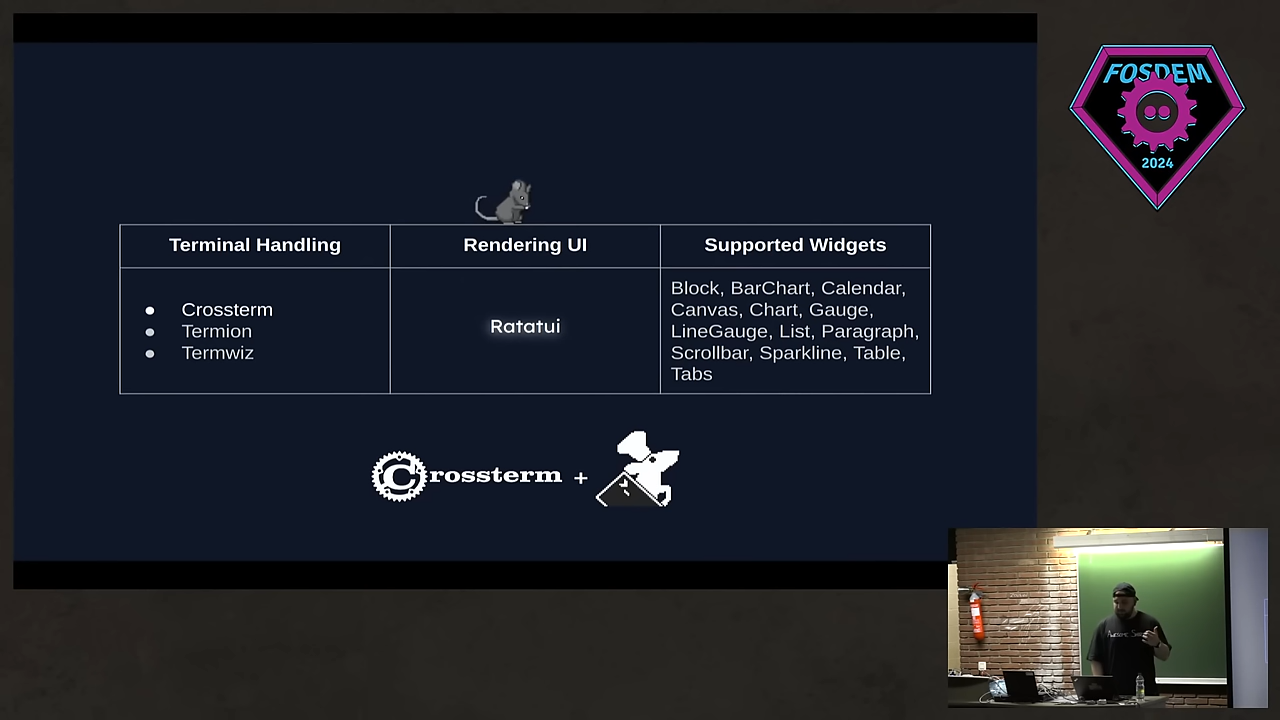 FOSDEM
2024
Terminal Handling
Rendering UI
Supported Widgets
Crossterm
Termion
Termwiz
Ratatui
Block, BarChart, Calendar,
Canvas, Chart, Gauge,
LineGauge, List, Paragraph,
Scrollbar, Sparkline, Table,
Tabs
Crossterm +